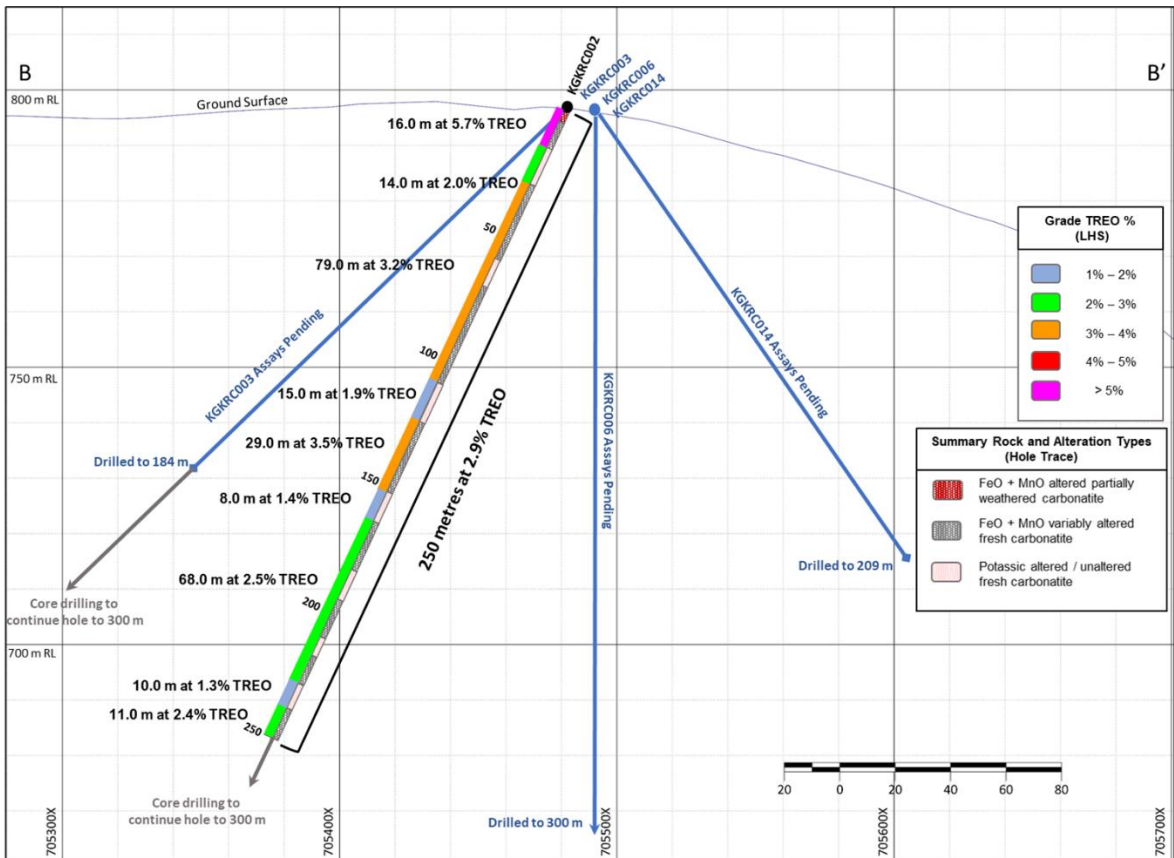 B
B'
KGKRC002
KGKRC003
KGKRC006
KGKRC014
800 m RL
Ground Surface
16.0 m at 5.7% TREO
14.0 m at 2.0% TREO
50
79.0 m at 3.2% TREO
KGKRC003 Assays Pending
100
750 m RL
15.0 m at 1.9% TREO
29.0 m at 3.5% TREO
Drilled to 184 m
150
8.0 m at 1.4% TREO
250 metres at 2.9% TREO
KGKRC006 Assays Pending
KGKRC014 Assays Pending
Drilled to 209 m
68.0 m at 2.5% TREO
Core drilling to
continue hole to 300 m
200
700 m RL
10.0 m at 1.3% TREO
11.0 m at 2.4% TREO
250
Core drilling to
continue hole to 300 m
Drilled to 300 m
Grade TREO %
(LHS)
1% – 2%
2% – 3%
3% – 4%
4% – 5%
> 5%
Summary Rock and Alteration Types
(Hole Trace)
FeO + MnO altered partially
weathered carbonatite
FeO + MnO variably altered
fresh carbonatite
Potassic altered / unaltered
fresh carbonatite
20 0 20 40 60 80
705300X
705400X
705500X
705600X
705700X